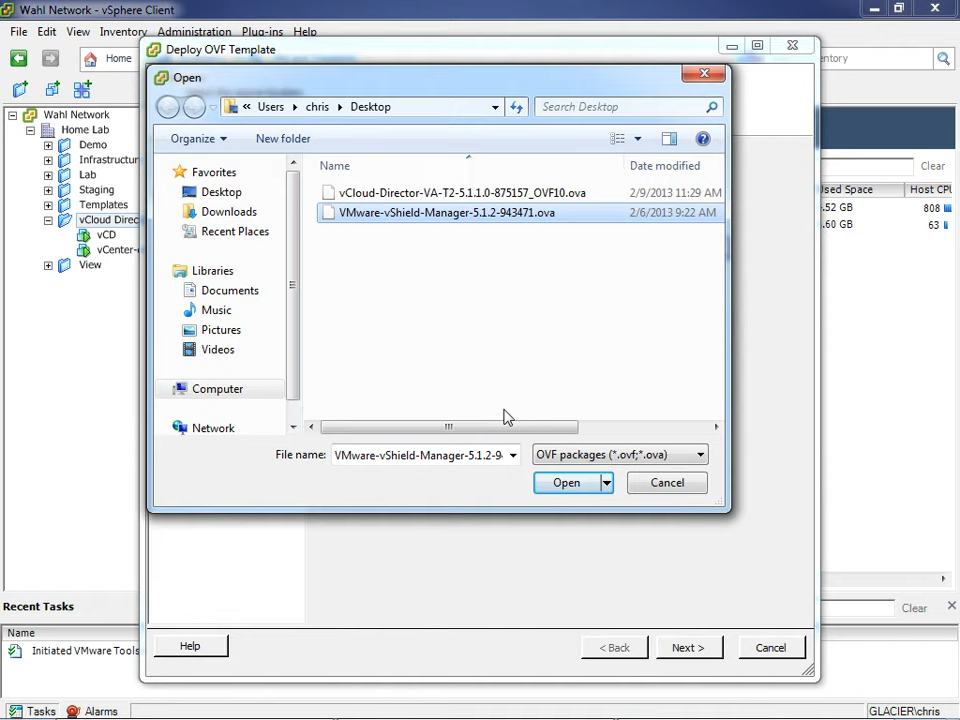 Wahl Network - vSphere Client
File Edit View Inventory Administration Plug-ins Help
Home
Deploy OVF Template
Open
« Users chris Desktop
Search Desktop
Organize New folder
Name Date modified
vCloud-Director-VA-T2-5.1.1.0-875157_OVF10.ova 2/9/2013 11:29 AM
VMware-vShield-Manager-5.1.2-943471.ova 2/6/2013 9:22 AM
Favorites
Desktop
Downloads
Recent Places
Libraries
Documents
Music
Pictures
Videos
Computer
Network
File name: VMware-vShield-Manager-5.1.2-9
OVF packages (*.ovf;*.ova)
Open Cancel
Wahl Network
Home Lab
Demo
Infrastructur
Lab
Staging
Templates
vCloud Direc
vCD
vCenter-
View
Clear
Used Space Host CPU
.52 GB 808
.60 GB 63
Help < Back Next > Cancel
Recent Tasks
Clear
Name
Initiated VMware Tools
Tasks Alarms
GLACIER\chris